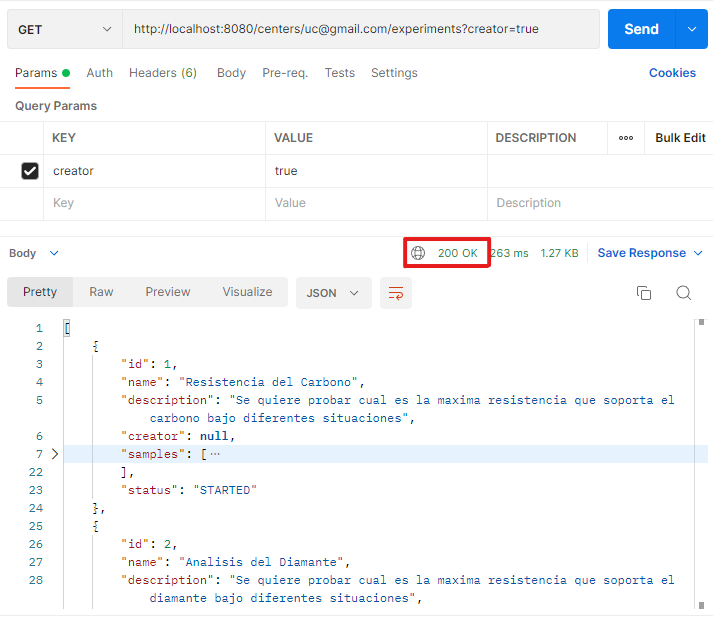 GET http://localhost:8080/centers/uc@gmail.com/experiments?creator=true Send
Params Auth Headers (6) Body Pre-req. Tests Settings Cookies
Query Params
KEY VALUE DESCRIPTION Bulk Edit
creator true
Key Value Description
Body 200 OK 263 ms 1.27 KB Save Response
Pretty Raw Preview Visualize JSON
1 [
2 {
3 "id": 1,
4 "name": "Resistencia del Carbono",
5 "description": "Se quiere probar cual es la maxima resistencia que soporta el
carbono bajo diferentes situaciones",
6 "creator": null,
7 "samples": [ ···
22 ],
23 "status": "STARTED"
24 },
25 {
26 "id": 2,
27 "name": "Analisis del Diamante",
28 "description": "Se quiere probar cual es la maxima resistencia que soporta el
diamante bajo diferentes situaciones",